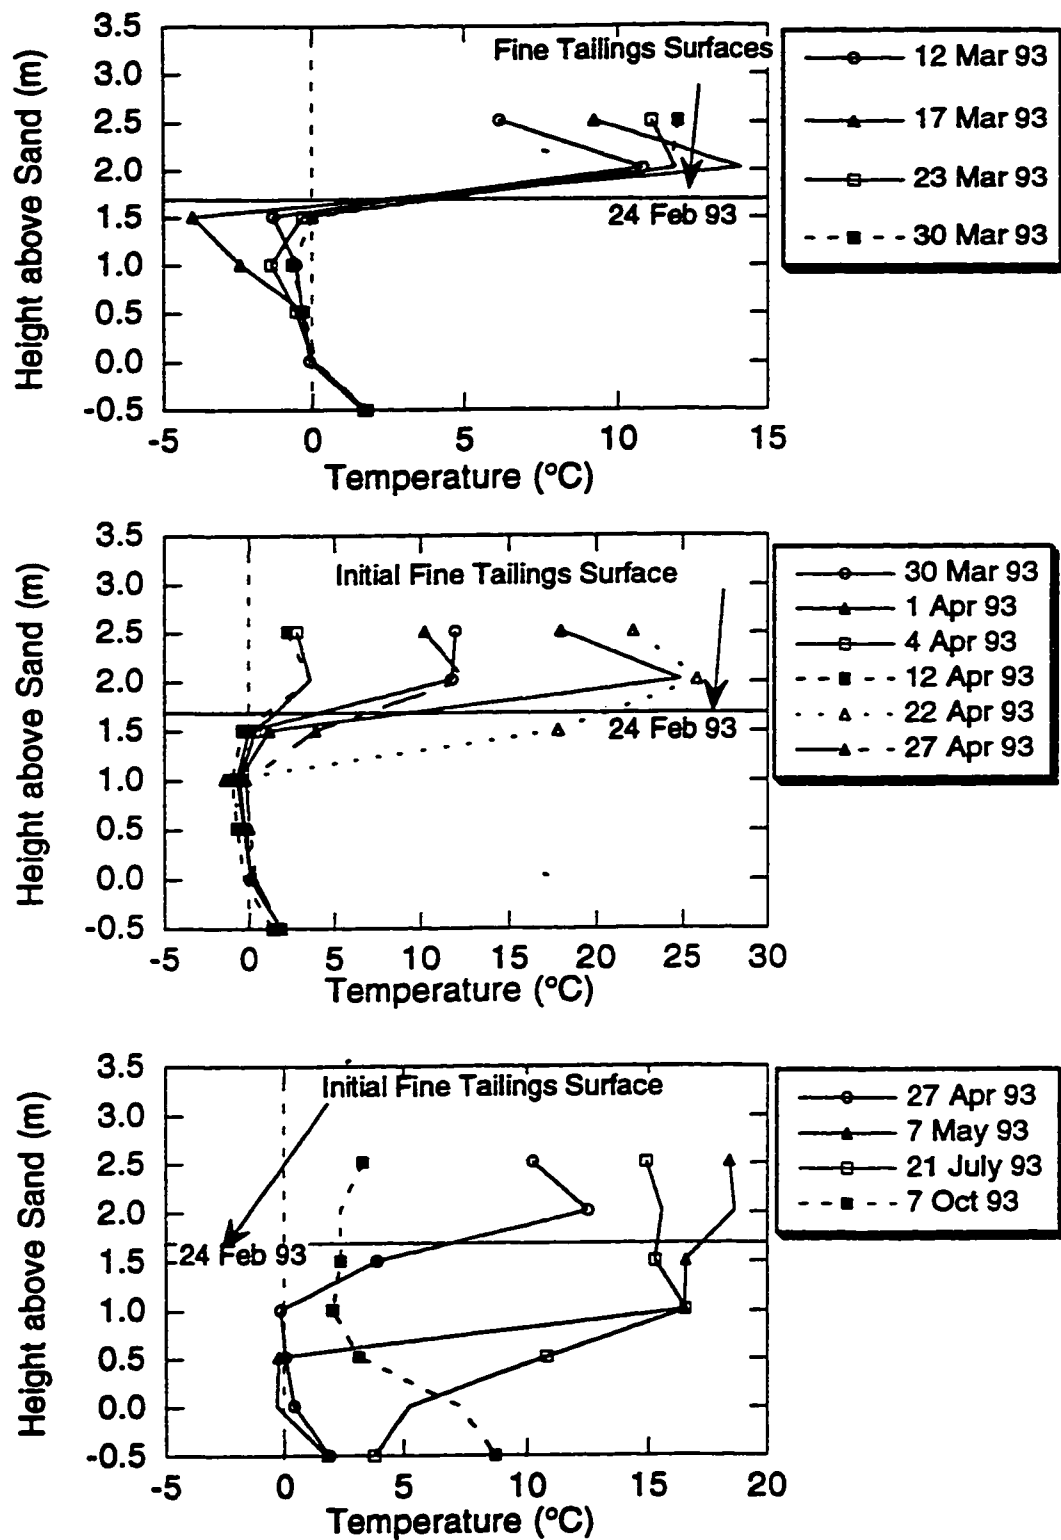 3.5
3.0
2.5
2.0
1.5
1.0
0.5
0.0
-0.5
Height above Sand (m)
Fine Tailings Surfaces
24 Feb 93
-5 0 5 10 15
Temperature (°C)
12 Mar 93
17 Mar 93
23 Mar 93
30 Mar 93
3.5
3.0
2.5
2.0
1.5
1.0
0.5
0.0
-0.5
Height above Sand (m)
Initial Fine Tailings Surface
24 Feb 93
-5 0 5 10 15 20 25 30
Temperature (°C)
30 Mar 93
1 Apr 93
4 Apr 93
12 Apr 93
22 Apr 93
27 Apr 93
3.5
3.0
2.5
2.0
1.5
1.0
0.5
0.0
-0.5
Height above Sand (m)
Initial Fine Tailings Surface
24 Feb 93
-5 0 5 10 15 20
Temperature (°C)
27 Apr 93
7 May 93
21 July 93
7 Oct 93